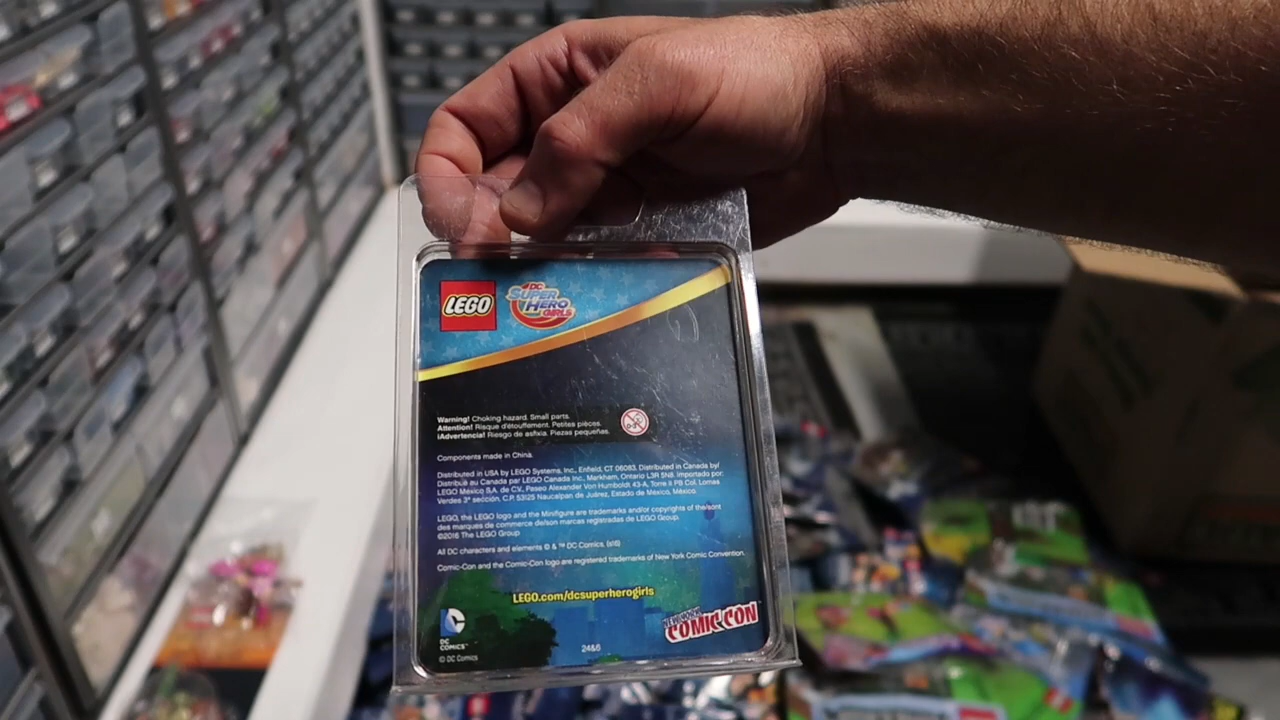 LEGO
DC
SUPER
HERO
GIRLS
Warning! Choking hazard. Small parts.
Attention! Risque d'étouffement. Petites pièces.
¡Advertencia! Riesgo de asfixia. Piezas pequeñas.
Components made in China.
Distributed in USA by LEGO Systems, Inc., Enfield, CT 06083. Distributed in Canada by/
Distribué au Canada par LEGO Canada Inc., Markham, Ontario L3R 5N8. Importado por:
LEGO México S.A. de C.V., Paseo Alexander Von Humboldt 43-A, Torre II PB Col. Lomas
Verdes 3ª sección, C.P. 53125 Naucalpan de Juárez, Estado de México, México.
LEGO, the LEGO logo and the Minifigure are trademarks and/or copyrights of the/sont
des marques de commerce de/son marcas registradas de LEGO Group.
©2016 The LEGO Group
All DC characters and elements © & ™ DC Comics. (s16)
Comic-Con and the Comic-Con logo are registered trademarks of New York Comic Convention.
LEGO.com/dcsuperherogirls
NEW YORK
COMIC CON
DC
COMICS™
© DC Comics
24&6